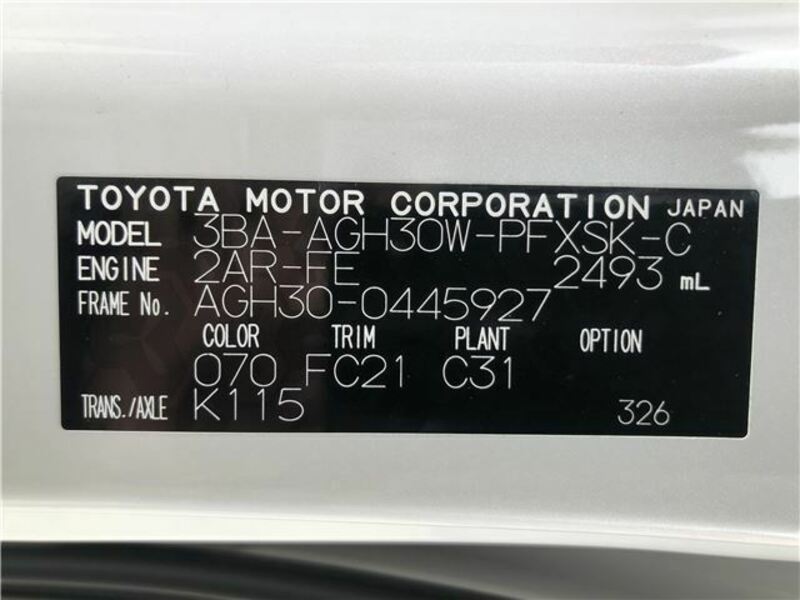 TOYOTA MOTOR CORPORATION JAPAN
MODEL 3BA-AGH30W-PFXSK-C
ENGINE 2AR-FE 2493 mL
FRAME No. AGH30-0445927
COLOR TRIM PLANT OPTION
070 FC21 C31
TRANS./AXLE K115 326